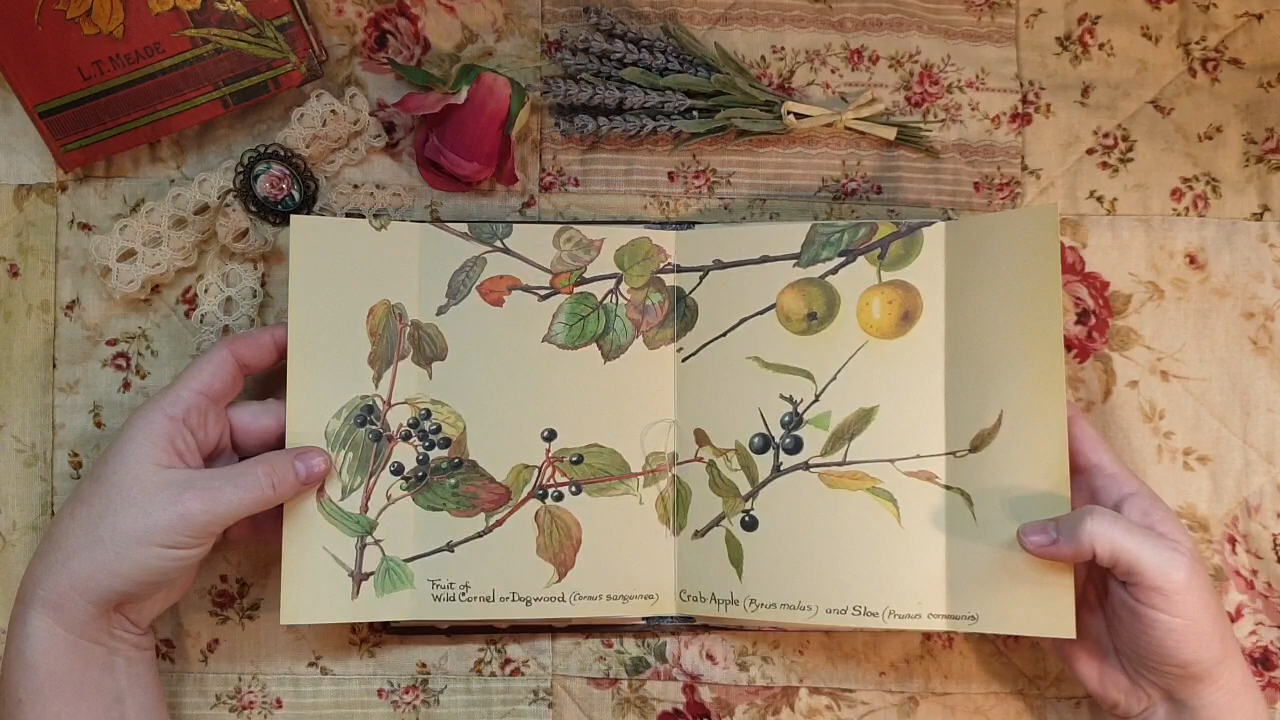 L.T. MEADE
Fruit of
Wild Cornel or Dogwood (Cornus sanguinea)
Crab-Apple (Pyrus malus) and Sloe (Prunus communis)